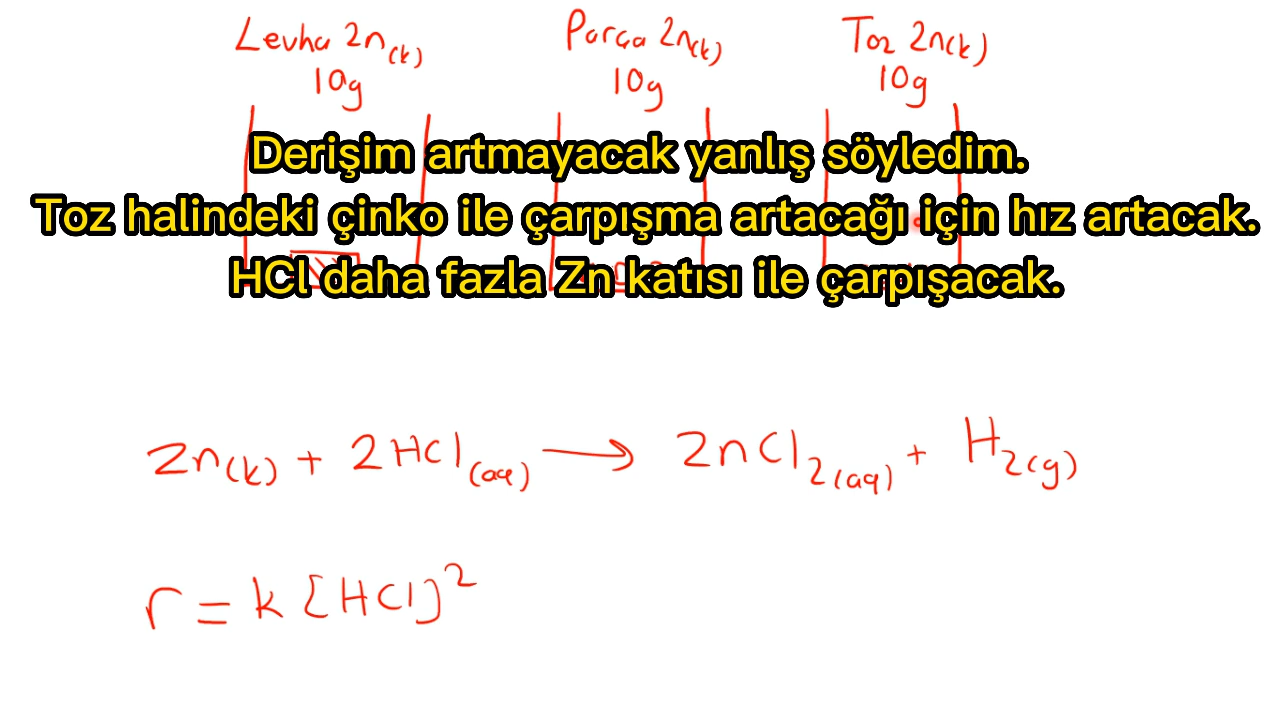 Levha Zn(k) Parça Zn(k) Toz Zn(k)
10g 10g 10g
Derişim artmayacak yanlış söyledim.
Toz halindeki çinko ile çarpışma artacağı için hız artacak.
HCl daha fazla Zn katısı ile çarpışacak.
Zn(k) + 2HCl(aq) → ZnCl2(aq) + H2(g)
r = k [HCl]²